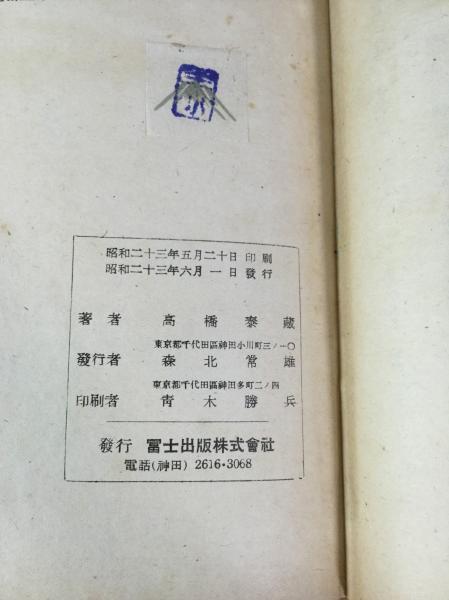 昭和二十三年五月二十日 印刷
昭和二十三年六月 一日 發行
著者 高橋泰藏
東京都千代田區神田小川町三ノ一〇
發行者 森北常雄
東京都千代田區神田多町二ノ四
印刷者 靑木勝兵
發行 冨士出版株式會社
電話(神田) 2616・3068